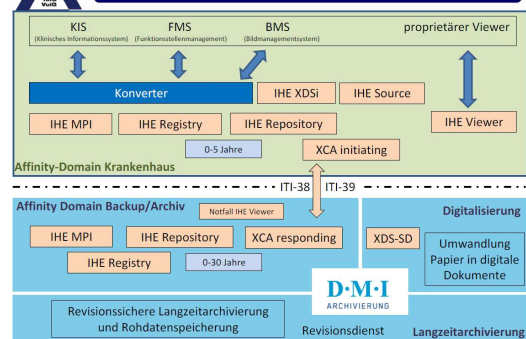 VuiG
KIS
(Klinisches Informationssystem)
FMS
(Funktionsstellenmanagement)
BMS
(Bildmanagementsystem)
proprietärer Viewer
Konverter
IHE XDSi
IHE Source
IHE MPI
IHE Registry
IHE Repository
IHE Viewer
0-5 Jahre
XCA initiating
Affinity-Domain Krankenhaus
ITI-38
ITI-39
Affinity Domain Backup/Archiv
Notfall IHE Viewer
Digitalisierung
IHE MPI
IHE Repository
XCA responding
XDS-SD
Umwandlung
Papier in digitale
Dokumente
IHE Registry
0-30 Jahre
D·M·I
ARCHIVIERUNG
Revisionssichere Langzeitarchivierung
und Rohdatenspeicherung
Revisionsdienst
Langzeitarchivierung